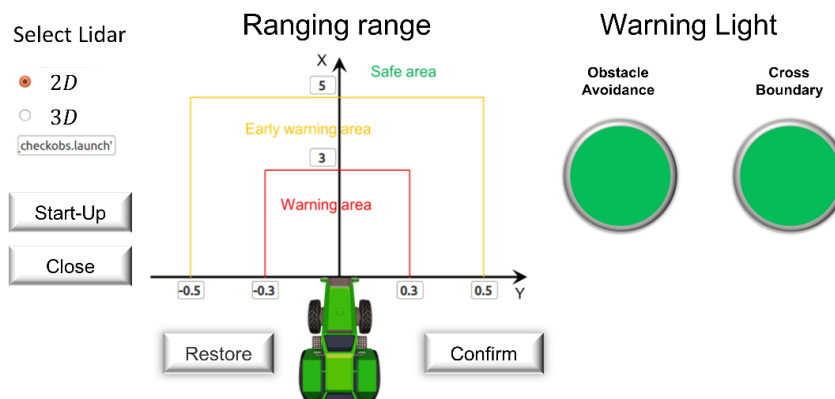 Select Lidar
2D
3D
_checkobs.launch'
Start-Up
Close
Ranging range
X
Safe area
5
Early warning area
3
Warning area
-0.5
-0.3
0.3
0.5
Y
Restore
Confirm
Warning Light
Obstacle
Avoidance
Cross
Boundary